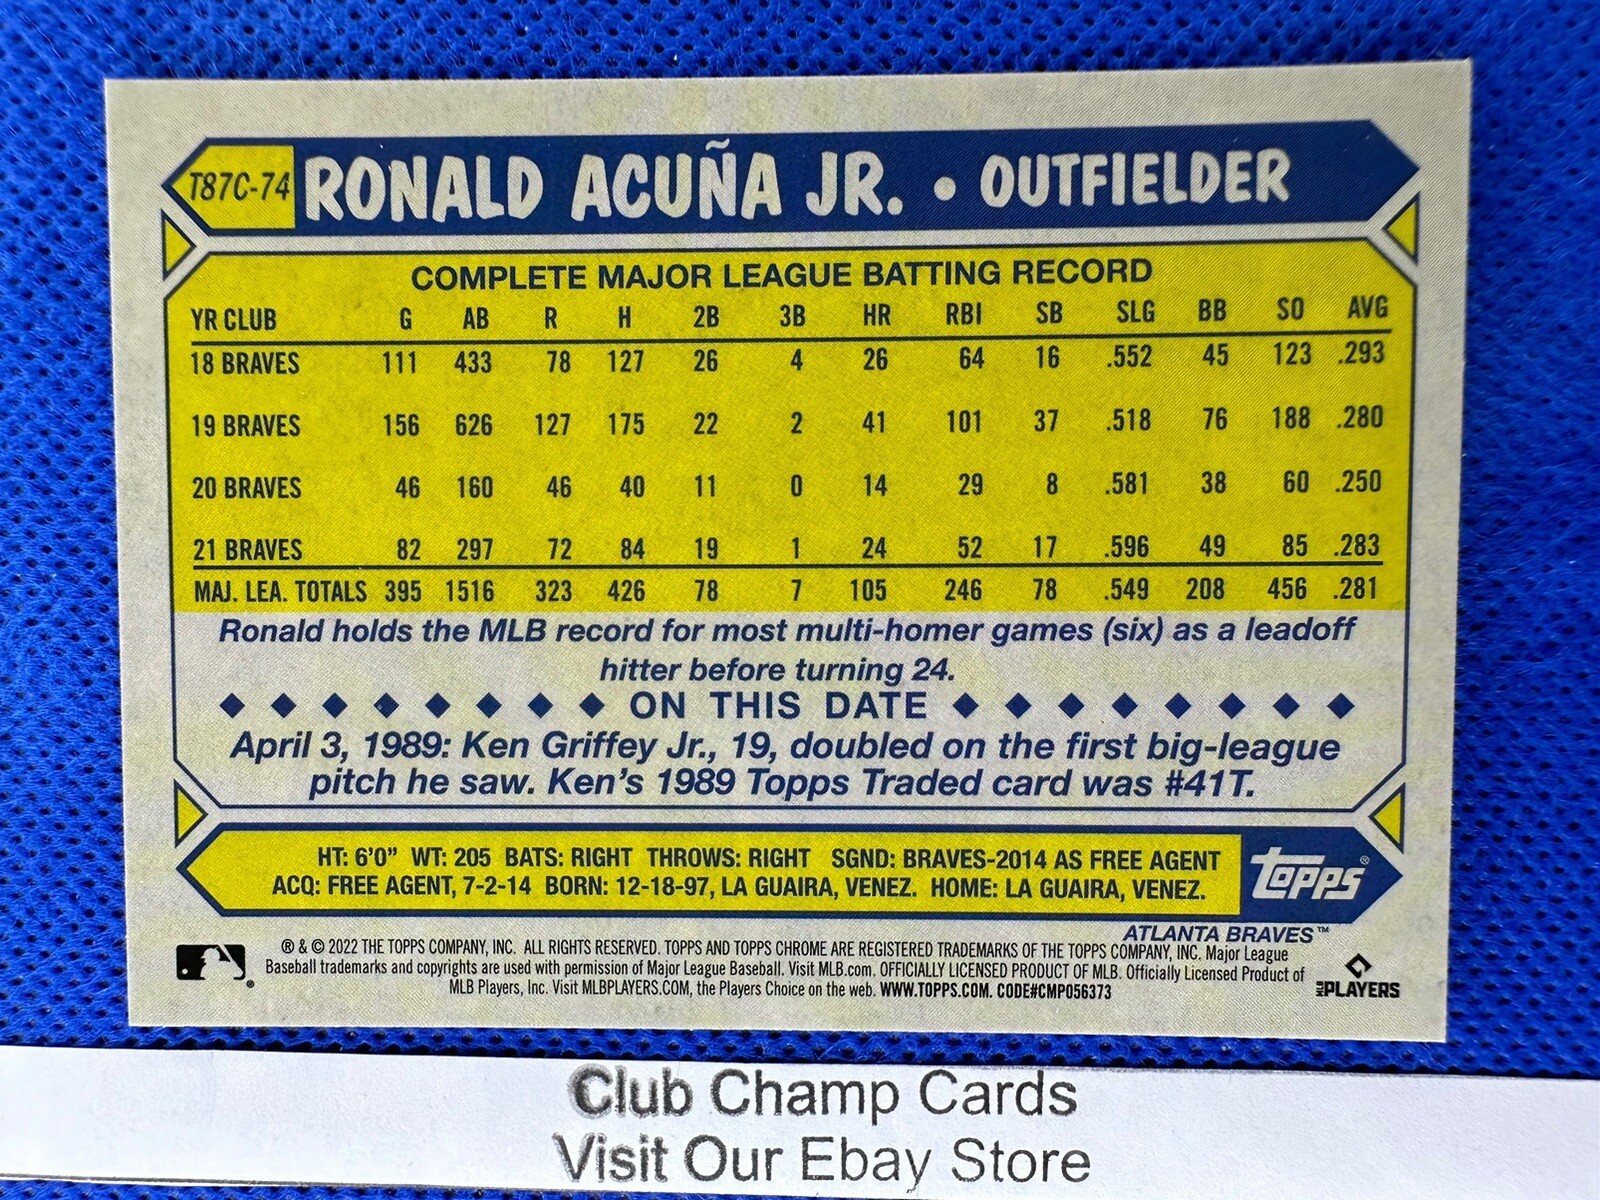 T87C-74 RONALD ACUÑA JR. • OUTFIELDER
COMPLETE MAJOR LEAGUE BATTING RECORD
YR CLUB G AB R H 2B 3B HR RBI SB SLG BB SO AVG
18 BRAVES 111 433 78 127 26 4 26 64 16 .552 45 123 .293
19 BRAVES 156 626 127 175 22 2 41 101 37 .518 76 188 .280
20 BRAVES 46 160 46 40 11 0 14 29 8 .581 38 60 .250
21 BRAVES 82 297 72 84 19 1 24 52 17 .596 49 85 .283
MAJ. LEA. TOTALS 395 1516 323 426 78 7 105 246 78 .549 208 456 .281
Ronald holds the MLB record for most multi-homer games (six) as a leadoff
hitter before turning 24.
ON THIS DATE
April 3, 1989: Ken Griffey Jr., 19, doubled on the first big-league
pitch he saw. Ken's 1989 Topps Traded card was #41T.
HT: 6'0" WT: 205 BATS: RIGHT THROWS: RIGHT SGND: BRAVES-2014 AS FREE AGENT
ACQ: FREE AGENT, 7-2-14 BORN: 12-18-97, LA GUAIRA, VENEZ. HOME: LA GUAIRA, VENEZ.
topps®
ATLANTA BRAVES™
® & © 2022 THE TOPPS COMPANY, INC. ALL RIGHTS RESERVED. TOPPS AND TOPPS CHROME ARE REGISTERED TRADEMARKS OF THE TOPPS COMPANY, INC. Major League
Baseball trademarks and copyrights are used with permission of Major League Baseball. Visit MLB.com. OFFICIALLY LICENSED PRODUCT OF MLB. Officially Licensed Product of
MLB Players, Inc. Visit MLBPLAYERS.COM, the Players Choice on the web. WWW.TOPPS.COM. CODE#CMP056373
MLB PLAYERS
Club Champ Cards
Visit Our Ebay Store